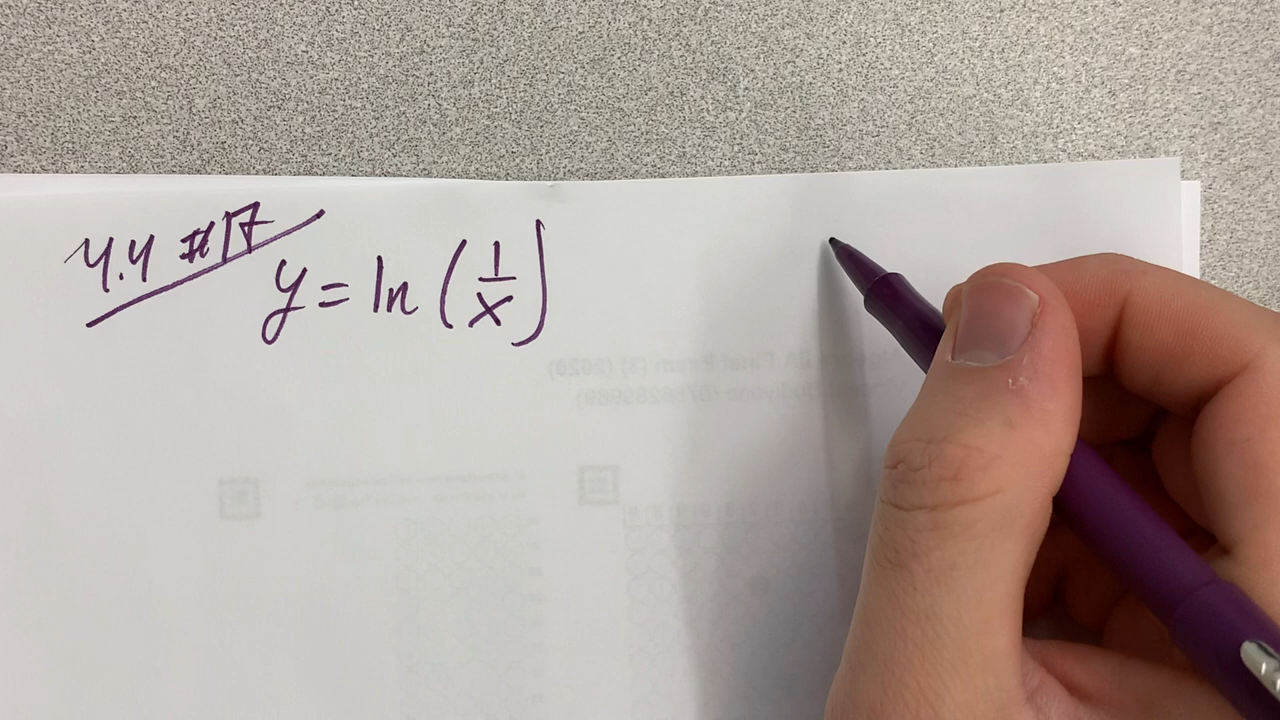 4.4 #17
y = ln (1/x)